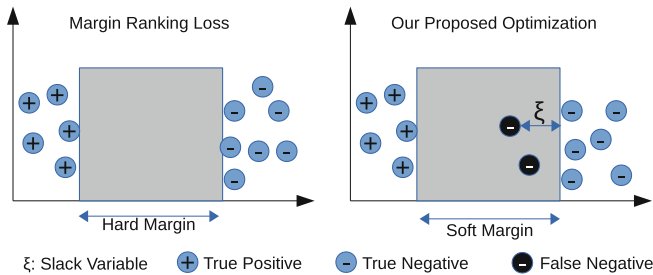 Margin Ranking Loss
Our Proposed Optimization
ξ
Hard Margin
Soft Margin
ξ: Slack Variable
+ True Positive
- True Negative
- False Negative